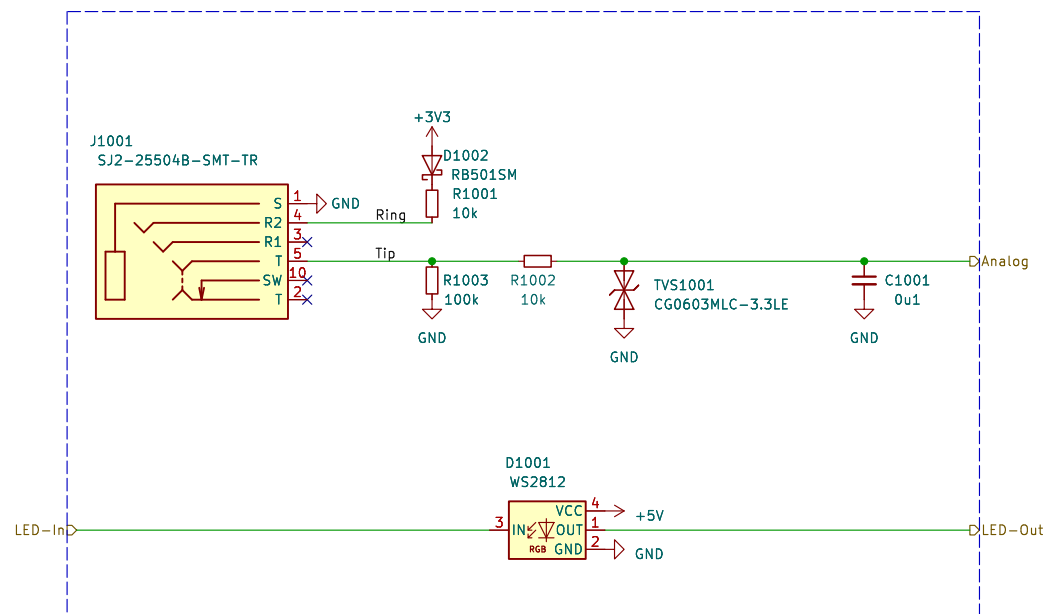 +3V3
J1001
SJ2-25504B-SMT-TR
D1002
RB501SM
R1001
10k
S
1
GND
R2
4
Ring
R1
3
T
5
Tip
SW
10
T
2
R1003
100k
GND
R1002
10k
TVS1001
CG0603MLC-3.3LE
GND
C1001
0u1
GND
Analog
D1001
WS2812
LED-In
3
IN
VCC
4
+5V
OUT
1
RGB
GND
2
GND
LED-Out